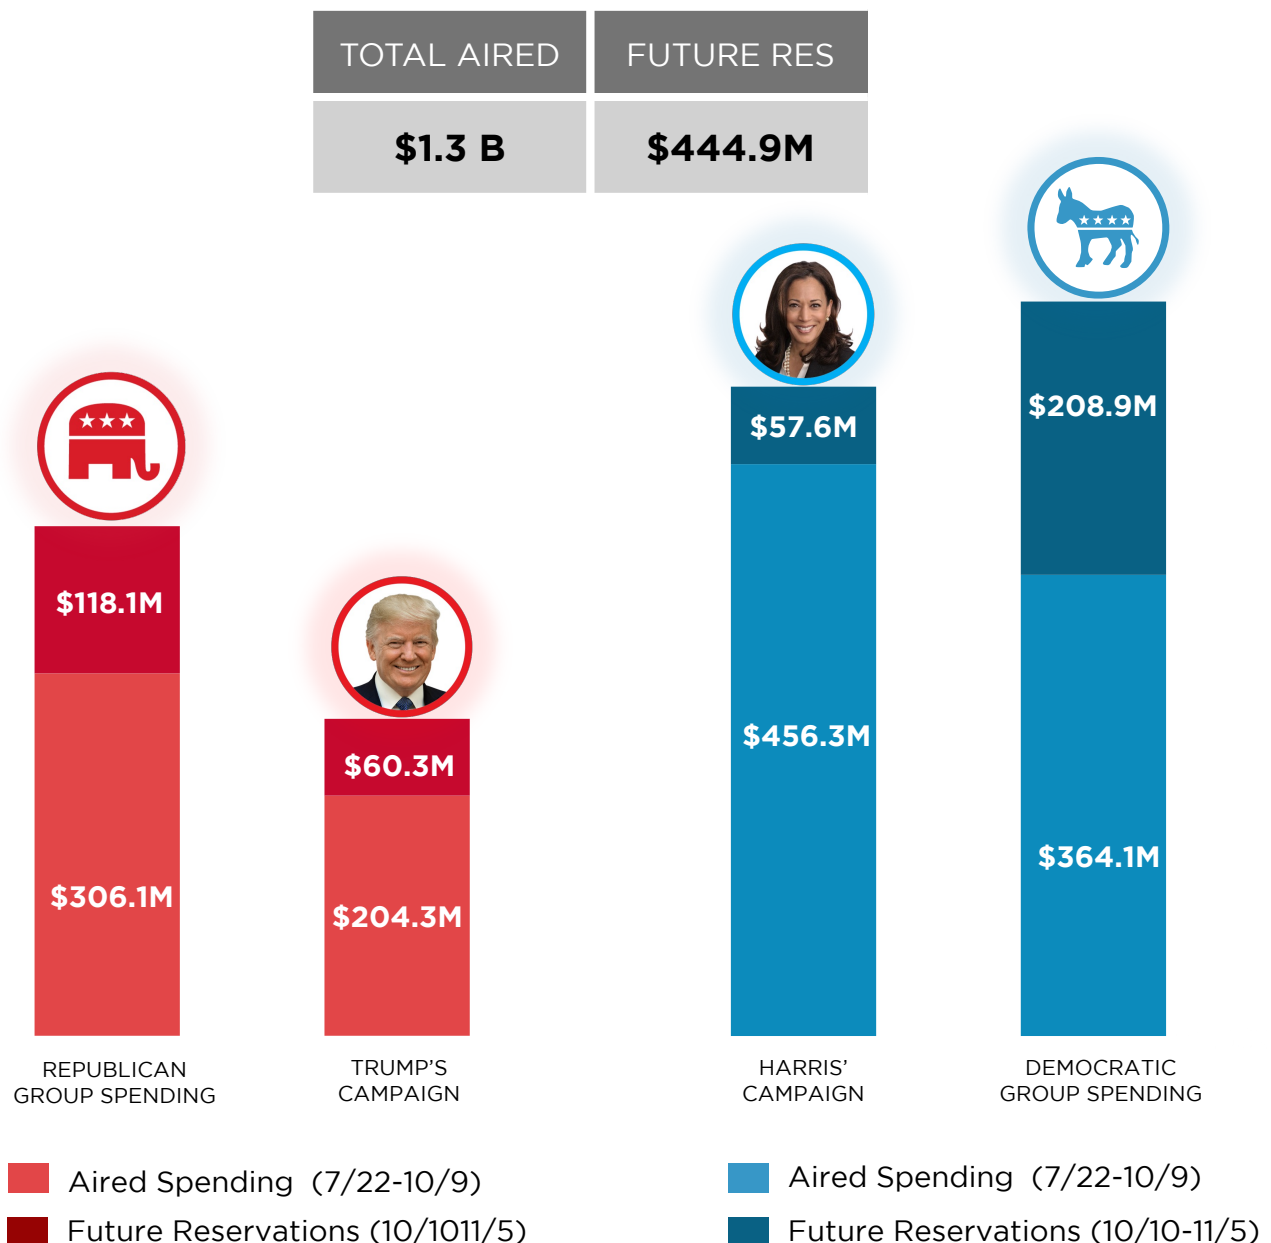 TOTAL AIRED FUTURE RES
$1.3 B $444.9M
$208.9M
$57.6M
$118.1M
$456.3M
$60.3M
$364.1M
$306.1M
$204.3M
REPUBLICAN
GROUP SPENDING
TRUMP'S
CAMPAIGN
HARRIS'
CAMPAIGN
DEMOCRATIC
GROUP SPENDING
Aired Spending (7/22-10/9)
Future Reservations (10/1011/5)
Aired Spending (7/22-10/9)
Future Reservations (10/10-11/5)